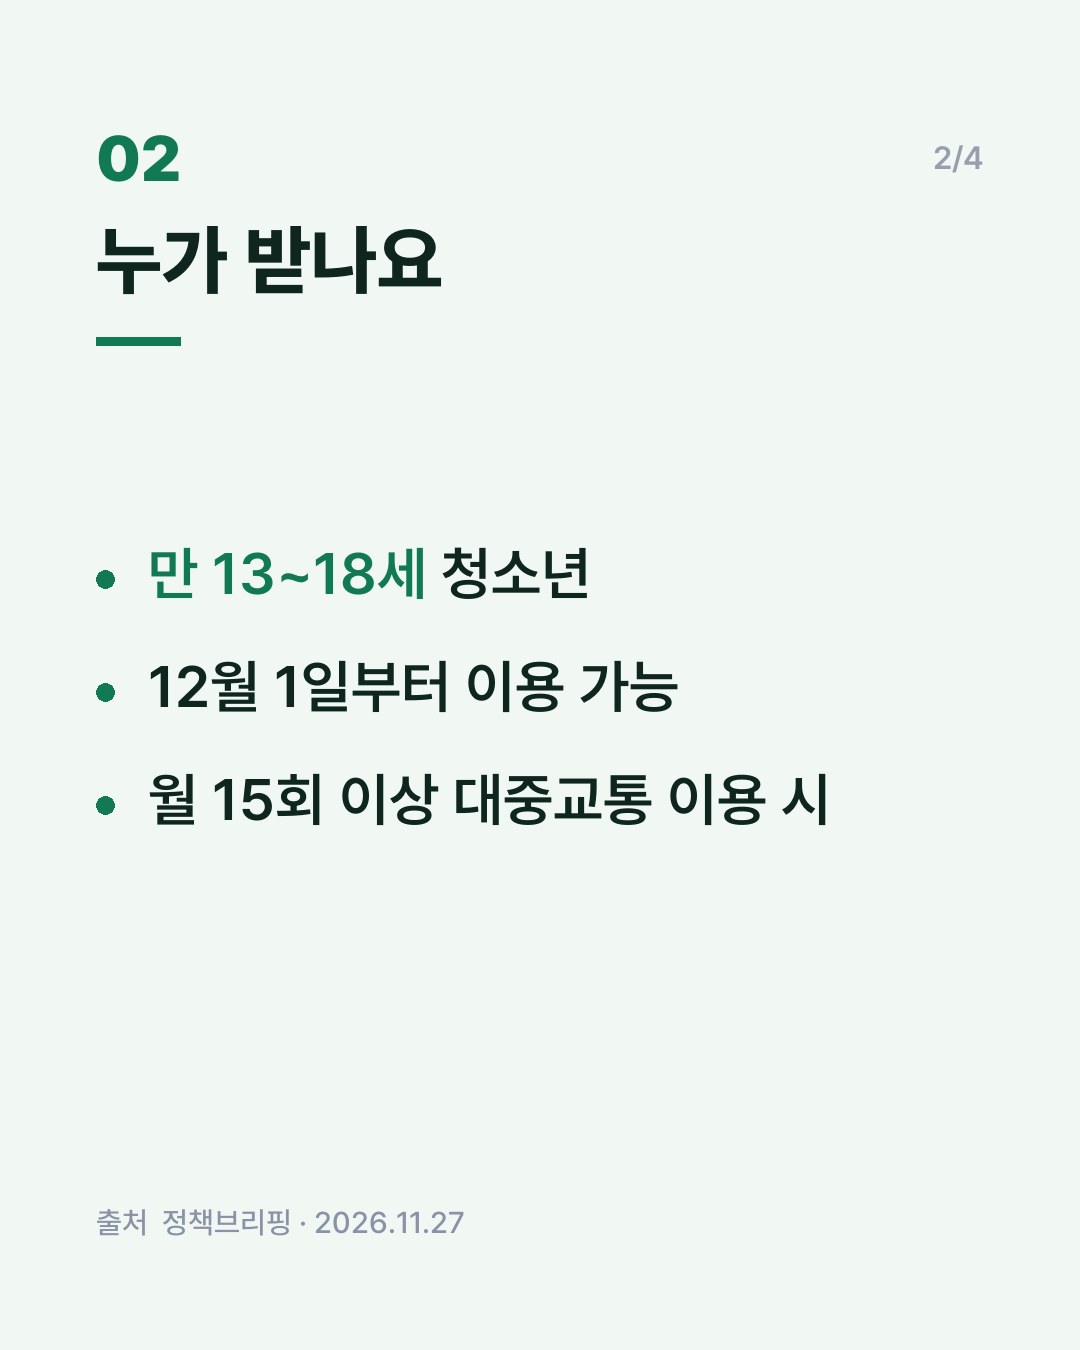 02
2/4
누가 받나요
만 13~18세 청소년
12월 1일부터 이용 가능
월 15회 이상 대중교통 이용 시
출처 정책브리핑 · 2026.11.27